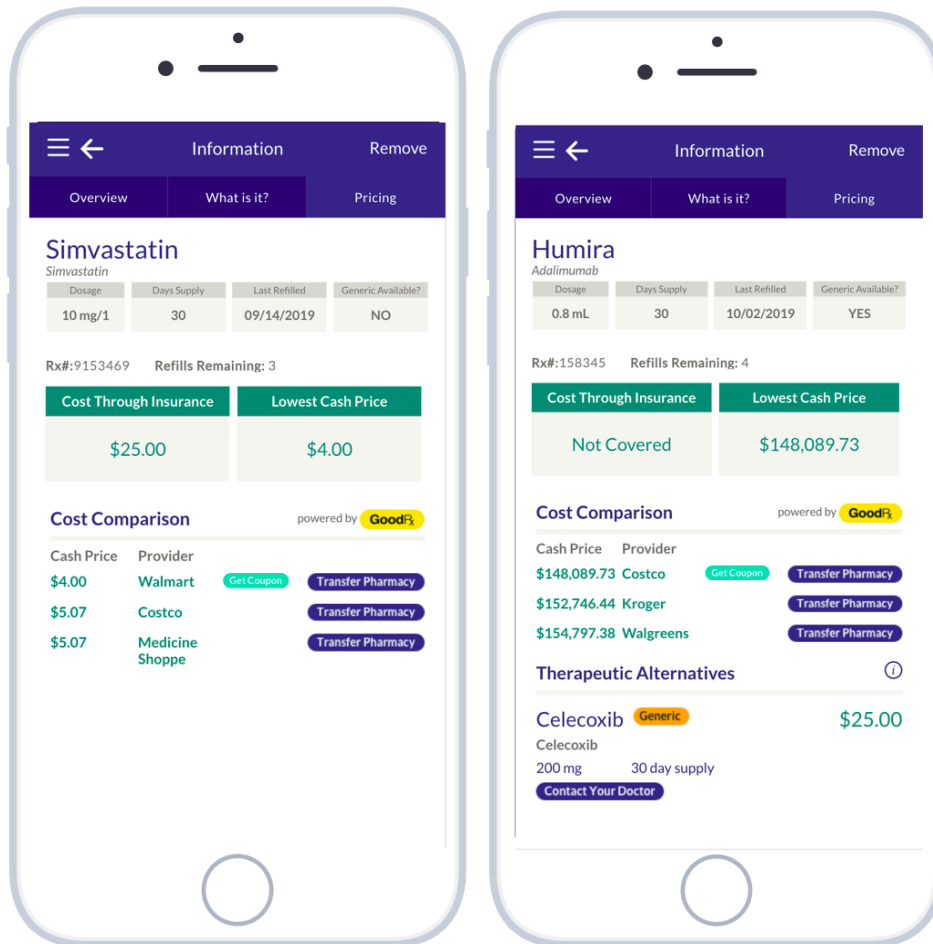 Information Remove
Overview What is it? Pricing
Simvastatin
Simvastatin
Dosage Days Supply Last Refilled Generic Available?
10 mg/1 30 09/14/2019 NO
Rx#:9153469 Refills Remaining: 3
Cost Through Insurance Lowest Cash Price
$25.00 $4.00
Cost Comparison powered by GoodRx
Cash Price Provider
$4.00 Walmart Get Coupon Transfer Pharmacy
$5.07 Costco Transfer Pharmacy
$5.07 Medicine Transfer Pharmacy
Shoppe
Information Remove
Overview What is it? Pricing
Humira
Adalimumab
Dosage Days Supply Last Refilled Generic Available?
0.8 mL 30 10/02/2019 YES
Rx#:158345 Refills Remaining: 4
Cost Through Insurance Lowest Cash Price
Not Covered $148,089.73
Cost Comparison powered by GoodRx
Cash Price Provider
$148,089.73 Costco Get Coupon Transfer Pharmacy
$152,746.44 Kroger Transfer Pharmacy
$154,797.38 Walgreens Transfer Pharmacy
Therapeutic Alternatives i
Celecoxib Generic $25.00
Celecoxib
200 mg 30 day supply
Contact Your Doctor